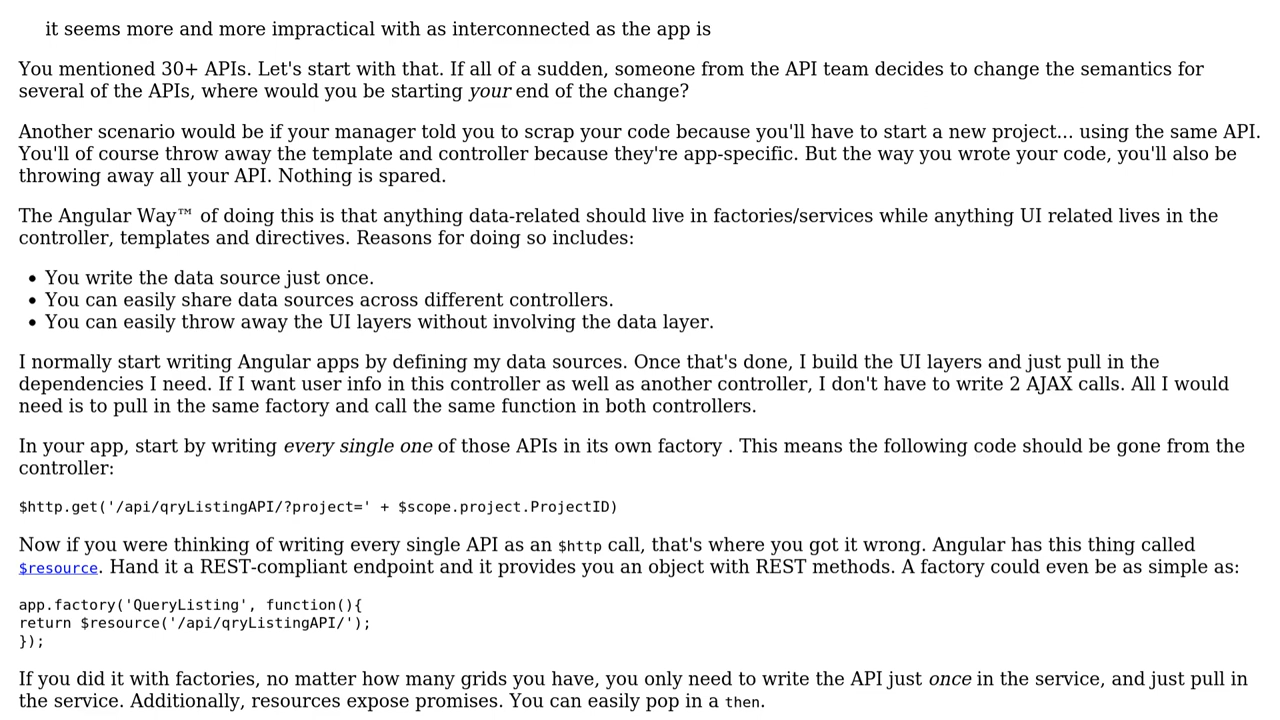 it seems more and more impractical with as interconnected as the app is
You mentioned 30+ APIs. Let's start with that. If all of a sudden, someone from the API team decides to change the semantics for
several of the APIs, where would you be starting your end of the change?
Another scenario would be if your manager told you to scrap your code because you'll have to start a new project... using the same API.
You'll of course throw away the template and controller because they're app-specific. But the way you wrote your code, you'll also be
throwing away all your API. Nothing is spared.
The Angular Way™ of doing this is that anything data-related should live in factories/services while anything UI related lives in the
controller, templates and directives. Reasons for doing so includes:
• You write the data source just once.
• You can easily share data sources across different controllers.
• You can easily throw away the UI layers without involving the data layer.
I normally start writing Angular apps by defining my data sources. Once that's done, I build the UI layers and just pull in the
dependencies I need. If I want user info in this controller as well as another controller, I don't have to write 2 AJAX calls. All I would
need is to pull in the same factory and call the same function in both controllers.
In your app, start by writing every single one of those APIs in its own factory . This means the following code should be gone from the
controller:
$http.get('/api/qryListingAPI/?project=' + $scope.project.ProjectID)
Now if you were thinking of writing every single API as an $http call, that's where you got it wrong. Angular has this thing called
$resource. Hand it a REST-compliant endpoint and it provides you an object with REST methods. A factory could even be as simple as:
app.factory('QueryListing', function(){
return $resource('/api/qryListingAPI/');
});
If you did it with factories, no matter how many grids you have, you only need to write the API just once in the service, and just pull in
the service. Additionally, resources expose promises. You can easily pop in a then.